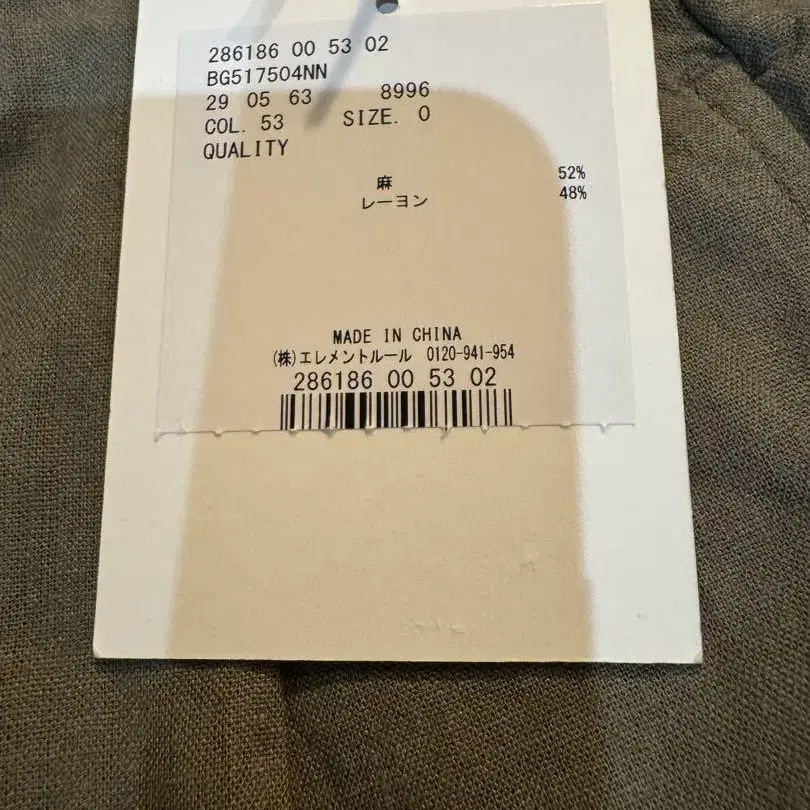 286186 00 53 02
BG517504NN
29 05 63 8996
COL. 53 SIZE. 0
QUALITY
麻 52%
レーヨン 48%
MADE IN CHINA
(株)エレメントルール 0120-941-954
286186 00 53 02